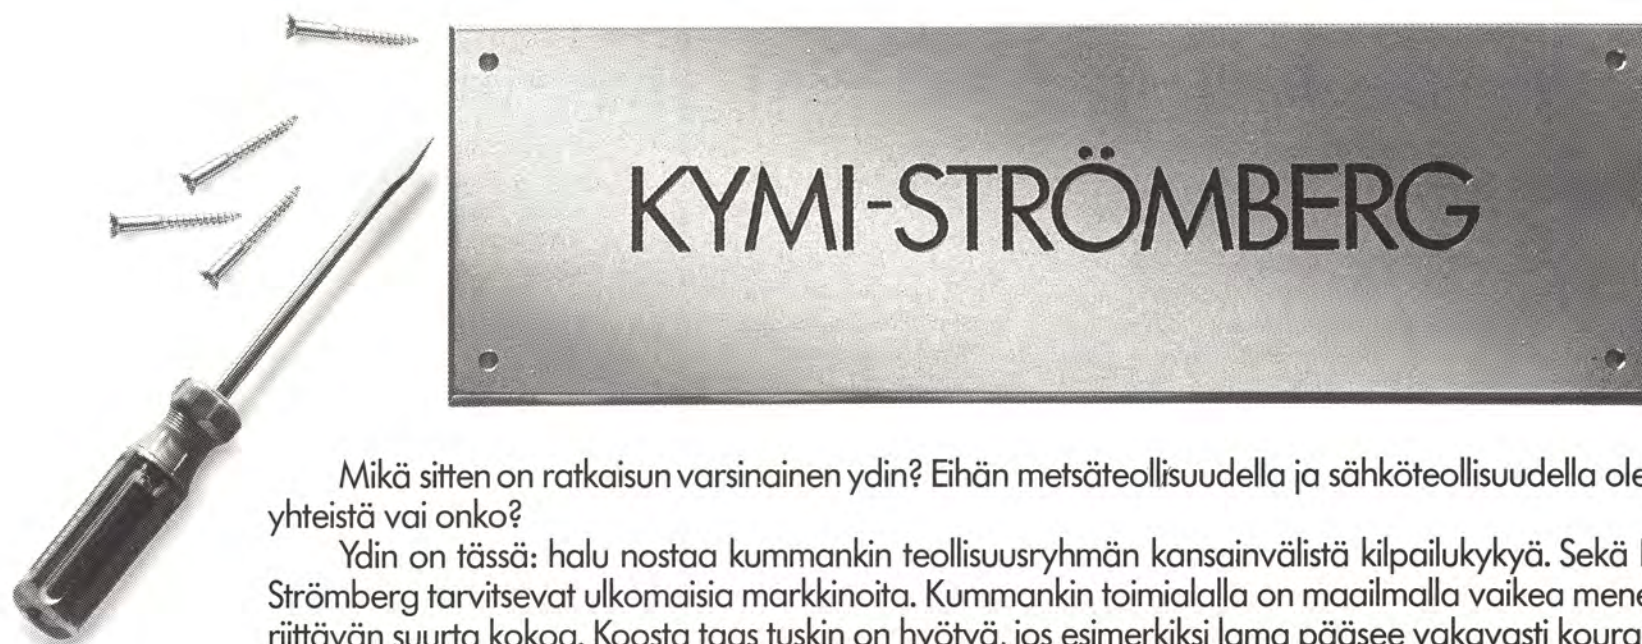 KYMI-STRÖMBERG
Mikä sitten on ratkaisun varsinainen ydin? Eihän metsäteollisuudella ja sähköteollisuudella ole
yhteistä vai onko?
Ydin on tässä: halu nostaa kummankin teollisuusryhmän kansainvälistä kilpailukykyä. Sekä
Strömberg tarvitsevat ulkomaisia markkinoita. Kummankin toimialalla on maailmalla vaikea
riittävän suurta kokoa. Koosta taas tuskin on hyötyä, jos esimerkiksi lama pääsee vakavasti